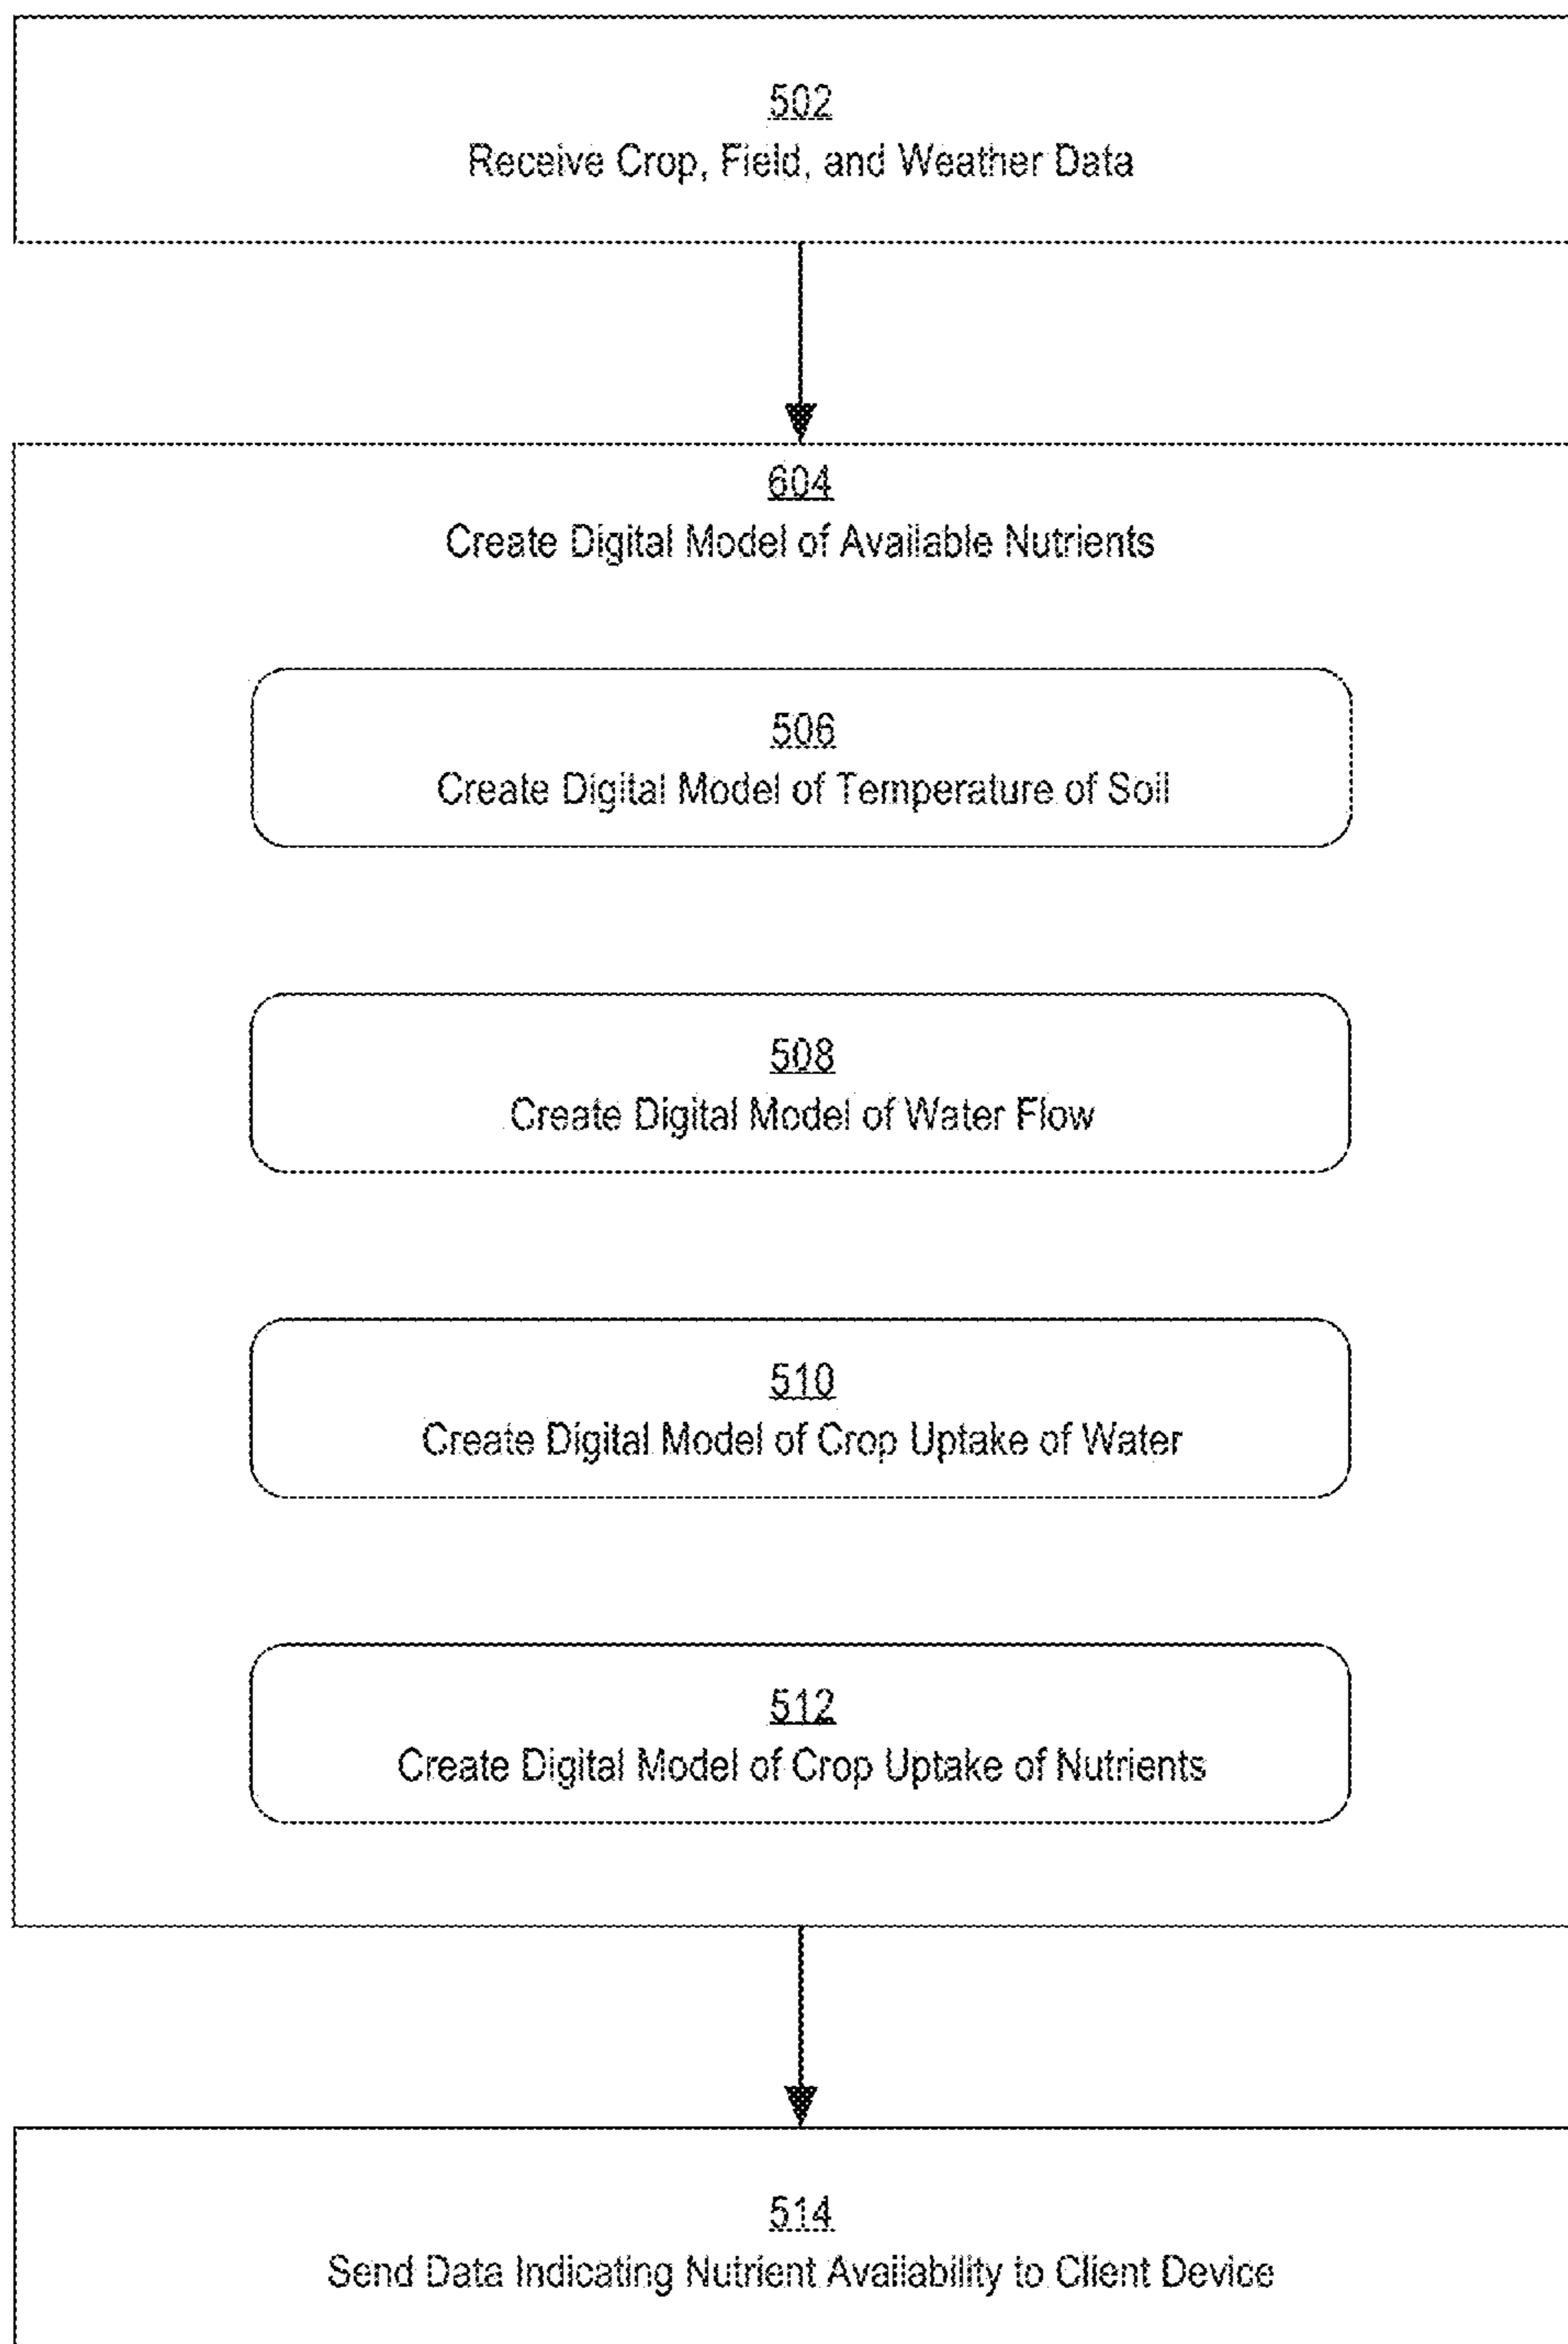 502
Receive Crop, Field, and Weather Data
604
Create Digital Model of Available Nutrients
506
Create Digital Model of Temperature of Soil
508
Create Digital Model of Water Flow
510
Create Digital Model of Crop Uptake of Water
512
Create Digital Model of Crop Uptake of Nutrients
514
Send Data Indicating Nutrient Availability to Client Device